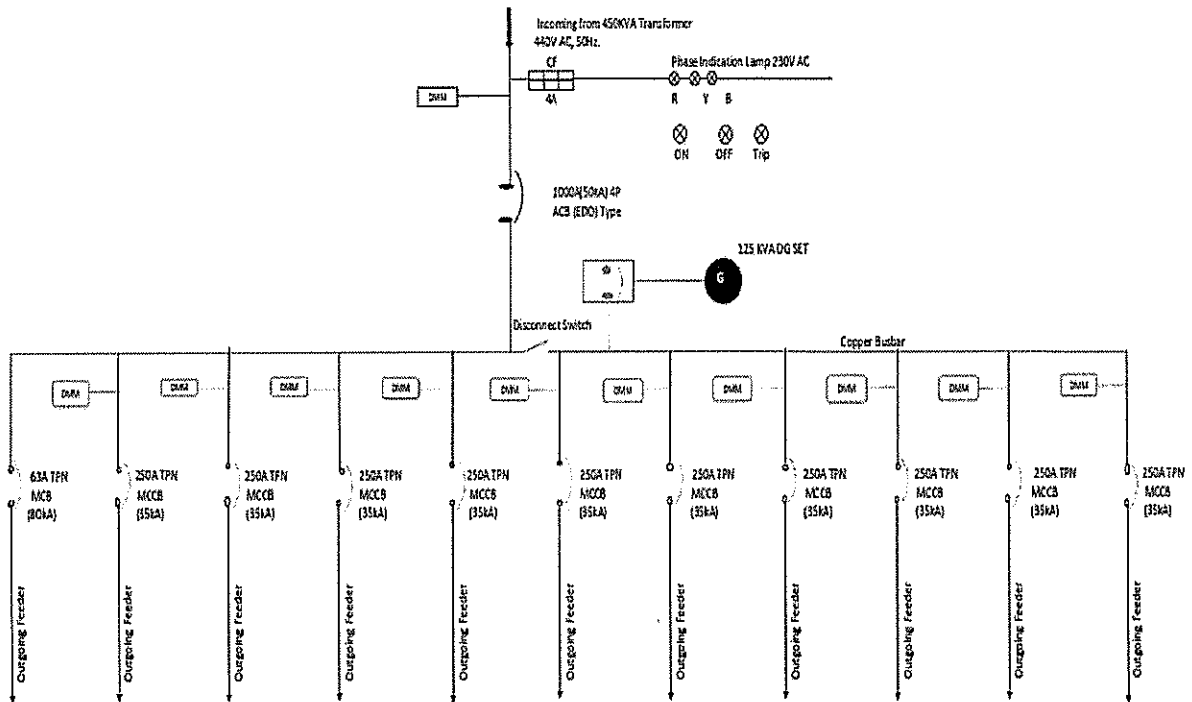 Incoming from 450KVA Transformer
440V AC, 50Hz.
CF
Phase Indication Lamp 230V AC
DMM
4A
R Y B
ON OFF Trip
1000A(50kA) 4P
ACB (EDO) Type
125 KVA DG SET
G
Disconnect Switch
Copper Busbar
DMM DMM DMM DMM DMM DMM DMM DMM DMM DMM
63A TPN 250A TPN 250A TPN 250A TPN 250A TPN 250A TPN 250A TPN 250A TPN 250A TPN 250A TPN 250A TPN
MCB MCCB MCCB MCCB MCCB MCCB MCCB MCCB MCCB MCCB MCCB
(35kA) (35kA) (35kA) (35kA) (35kA) (35kA) (35kA) (35kA) (35kA) (35kA)
Outgoing Feeder Outgoing Feeder Outgoing Feeder Outgoing Feeder Outgoing Feeder Outgoing Feeder Outgoing Feeder Outgoing Feeder Outgoing Feeder Outgoing Feeder Outgoing Feeder